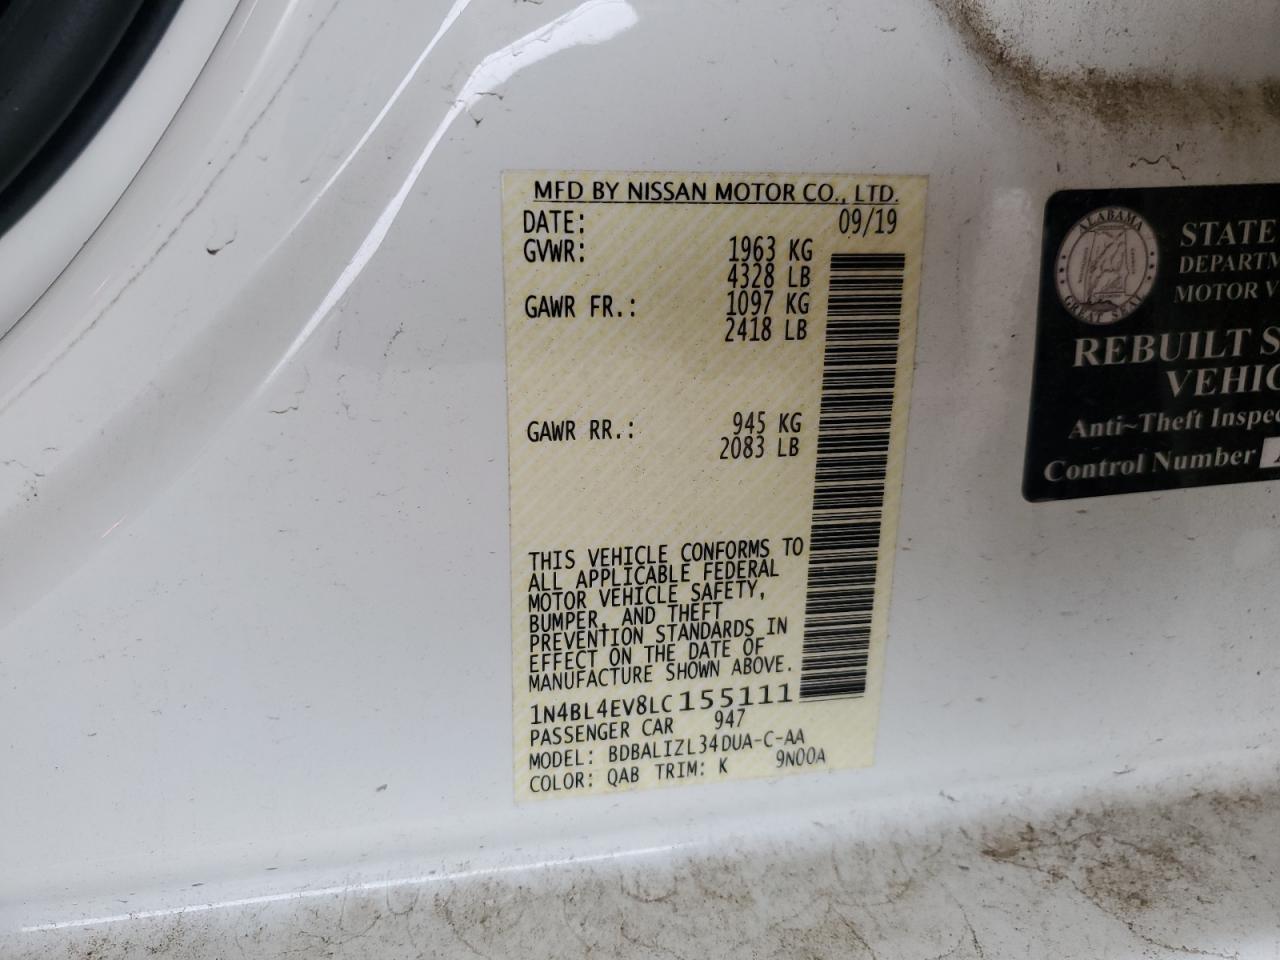 MFD BY NISSAN MOTOR CO., LTD.
DATE: 09/19
GVWR: 1963 KG
4328 LB
GAWR FR.: 1097 KG
2418 LB
GAWR RR.: 945 KG
2083 LB
THIS VEHICLE CONFORMS TO
ALL APPLICABLE FEDERAL
MOTOR VEHICLE SAFETY,
BUMPER, AND THEFT
PREVENTION STANDARDS IN
EFFECT ON THE DATE OF
MANUFACTURE SHOWN ABOVE.
1N4BL4EV8LC155111
PASSENGER CAR 947
MODEL: BDBALIZL34DUA-C-AA
COLOR: QAB TRIM: K 9N00A
ALABAMA
GREAT SEAL
STATE
DEPARTM
MOTOR V
REBUILT S
VEHIC
Anti~Theft Inspec
Control Number